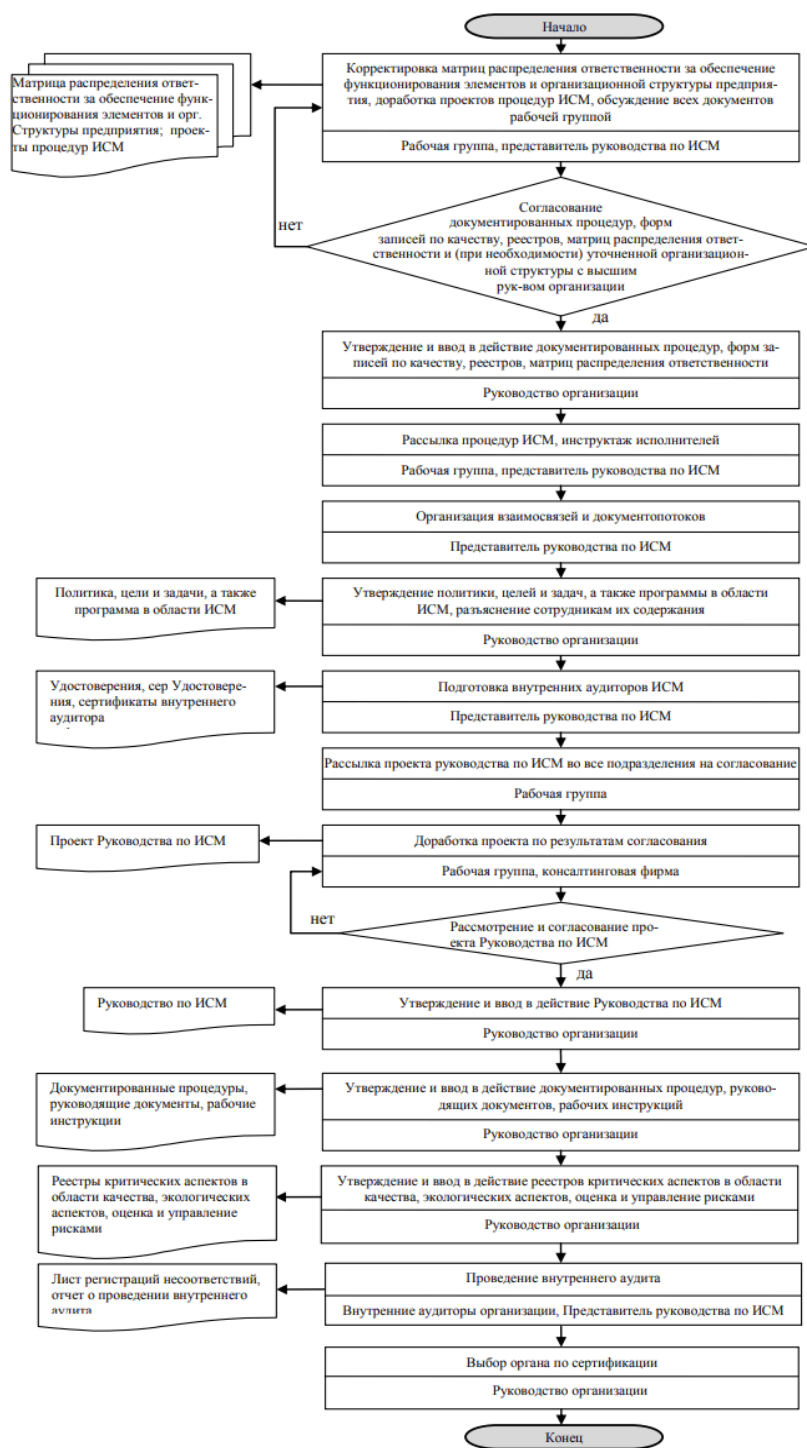 Начало
Корректировка матриц распределения ответственности за обеспечение
функционирования элементов и организационной структуры предприя-
тия, доработка проектов процедур ИСМ, обсуждение всех документов
рабочей группой
Рабочая группа, представитель руководства по ИСМ
Матрица распределения ответ-
ственности за обеспечение функ-
ционирования элементов и орг.
Структуры предприятия; проек-
ты процедур ИСМ
Согласование
документированных процедур, форм
записей по качеству, реестров, матриц распределения ответ-
ственности и (при необходимости) уточненной организацион-
ной структуры с высшим
рук-вом организации
нет
да
Утверждение и ввод в действие документированных процедур, форм за-
писей по качеству, реестров, матриц распределения ответственности
Руководство организации
Рассылка процедур ИСМ, инструктаж исполнителей
Рабочая группа, представитель руководства по ИСМ
Организация взаимосвязей и документопотоков
Представитель руководства по ИСМ
Политика, цели и задачи, а также
программа в области ИСМ
Утверждение политики, целей и задач, а также программы в области
ИСМ, разъяснение сотрудникам их содержания
Руководство организации
Удостоверения, сер Удостовере-
ния, сертификаты внутреннего
аудитора
Подготовка внутренних аудиторов ИСМ
Представитель руководства по ИСМ
Рассылка проекта руководства по ИСМ во все подразделения на согласование
Рабочая группа
Проект Руководства по ИСМ
Доработка проекта по результатам согласования
Рабочая группа, консалтинговая фирма
нет
Рассмотрение и согласование про-
екта Руководства по ИСМ
да
Руководство по ИСМ
Утверждение и ввод в действие Руководства по ИСМ
Руководство организации
Документированные процедуры,
руководящие документы, рабочие
инструкции
Утверждение и ввод в действие документированных процедур, руково-
дящих документов, рабочих инструкций
Руководство организации
Реестры критических аспектов в
области качества, экологических
аспектов, оценка и управление
рисками
Утверждение и ввод в действие реестров критических аспектов в области
качества, экологических аспектов, оценка и управление рисками
Руководство организации
Лист регистраций несоответствий,
отчет о проведении внутреннего
аудита
Проведение внутреннего аудита
Внутренние аудиторы организации, Представитель руководства по ИСМ
Выбор органа по сертификации
Руководство организации
Конец